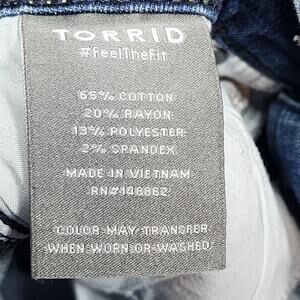 TORRID
#FeelTheFit
65% COTTON
20% RAYON
13% POLYESTER
2% SPANDEX
MADE IN VIETNAM
RN#148862
COLOR MAY TRANSFER
WHEN WORN OR WASHED